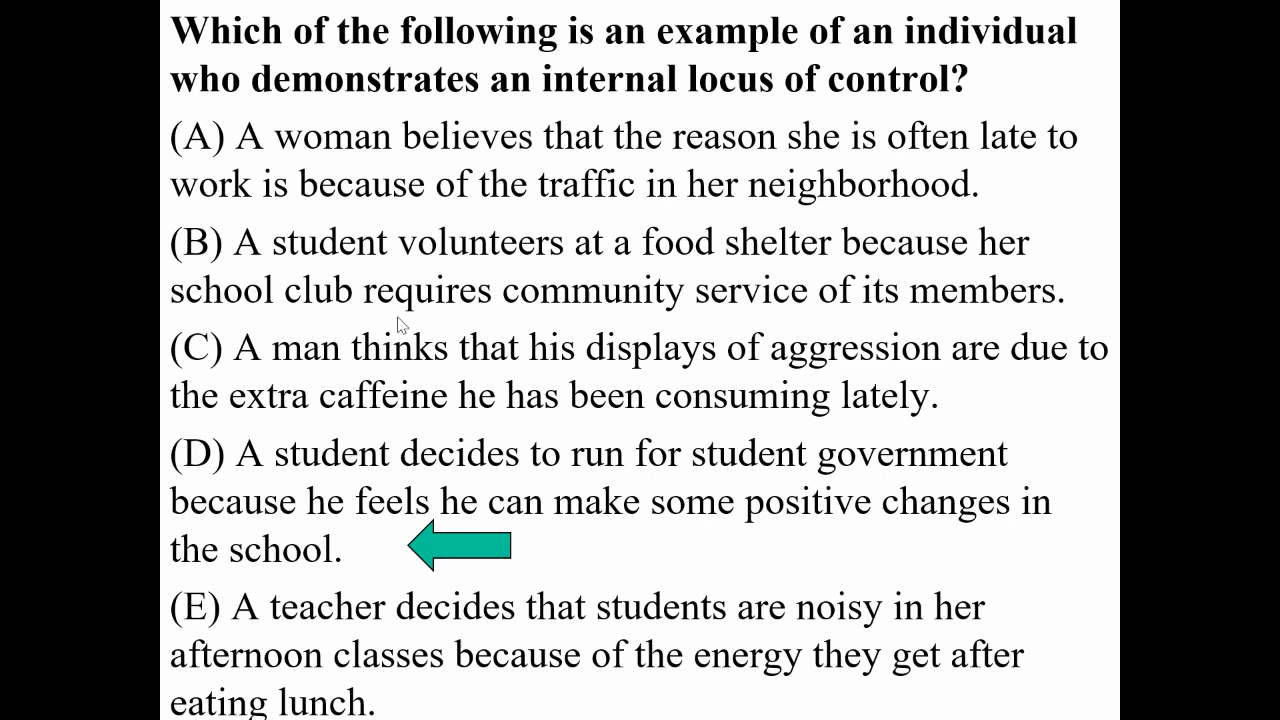 Which of the following is an example of an individual
who demonstrates an internal locus of control?
(A) A woman believes that the reason she is often late to
work is because of the traffic in her neighborhood.
(B) A student volunteers at a food shelter because her
school club requires community service of its members.
(C) A man thinks that his displays of aggression are due to
the extra caffeine he has been consuming lately.
(D) A student decides to run for student government
because he feels he can make some positive changes in
the school.
(E) A teacher decides that students are noisy in her
afternoon classes because of the energy they get after
eating lunch.